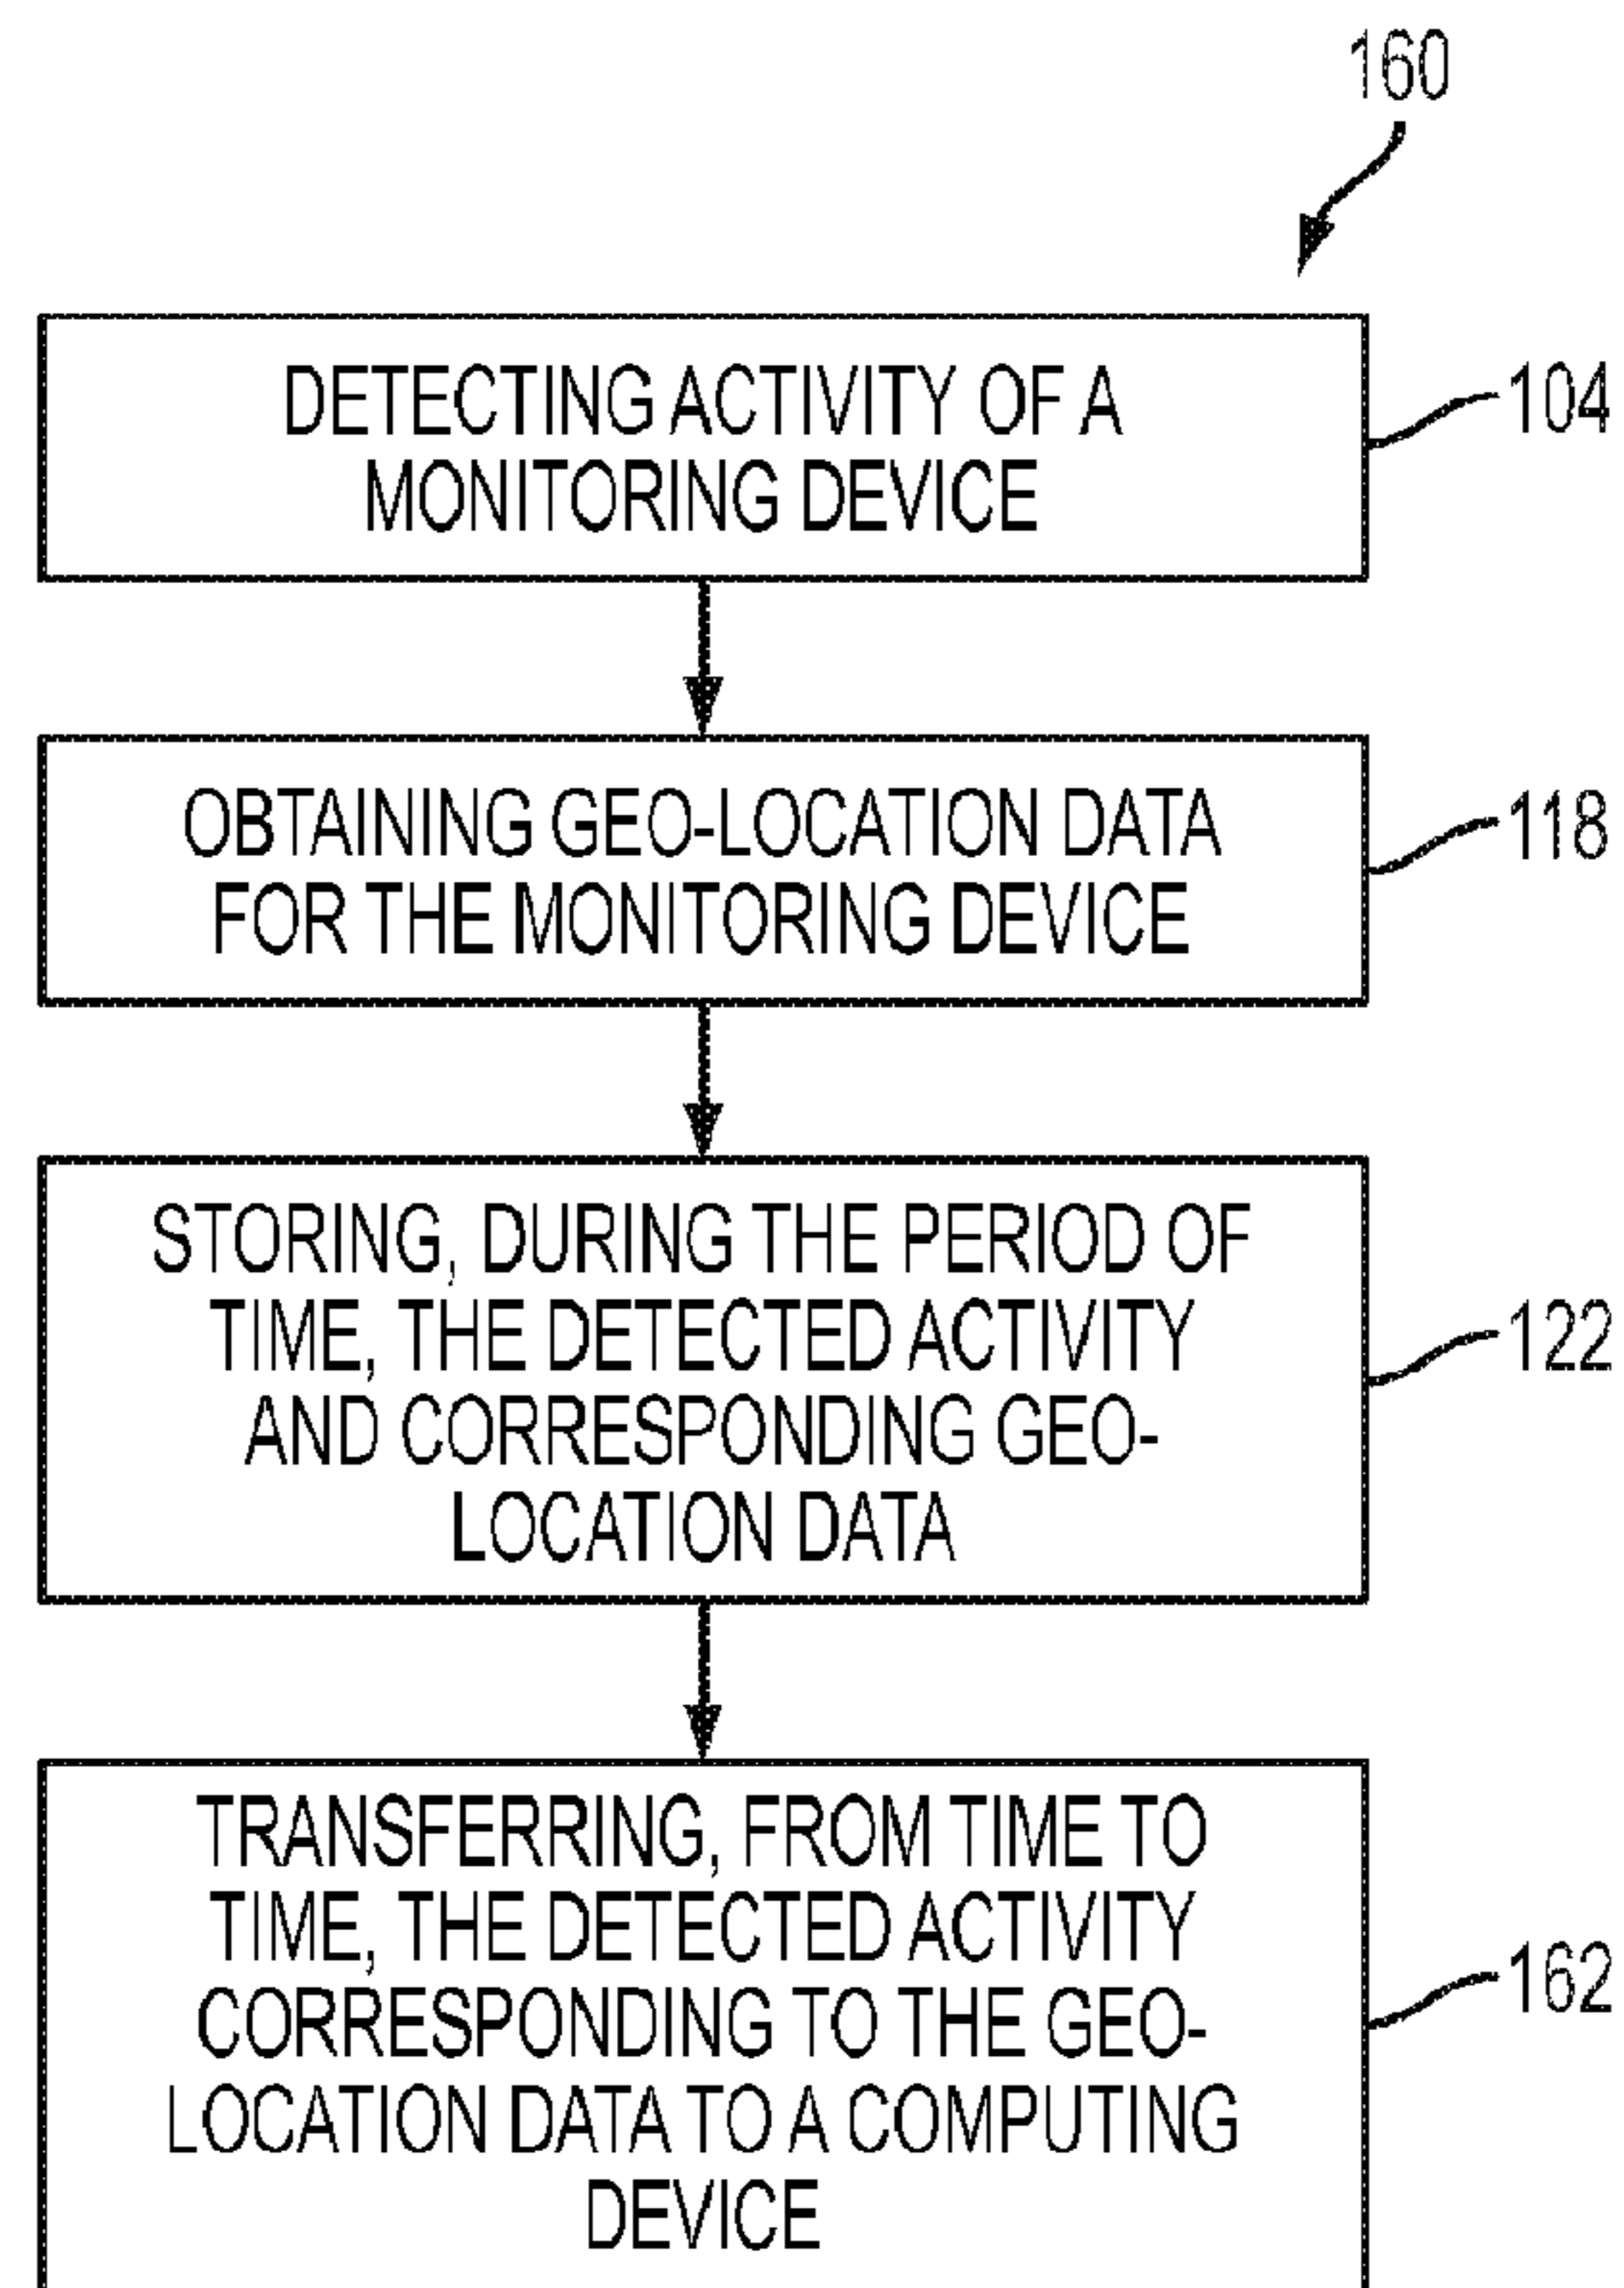 160
DETECTING ACTIVITY OF A
MONITORING DEVICE
104
OBTAINING GEO-LOCATION DATA
FOR THE MONITORING DEVICE
118
STORING, DURING THE PERIOD OF
TIME, THE DETECTED ACTIVITY
AND CORRESPONDING GEO-
LOCATION DATA
122
TRANSFERRING, FROM TIME TO
TIME, THE DETECTED ACTIVITY
CORRESPONDING TO THE GEO-
LOCATION DATA TO A COMPUTING
DEVICE
162